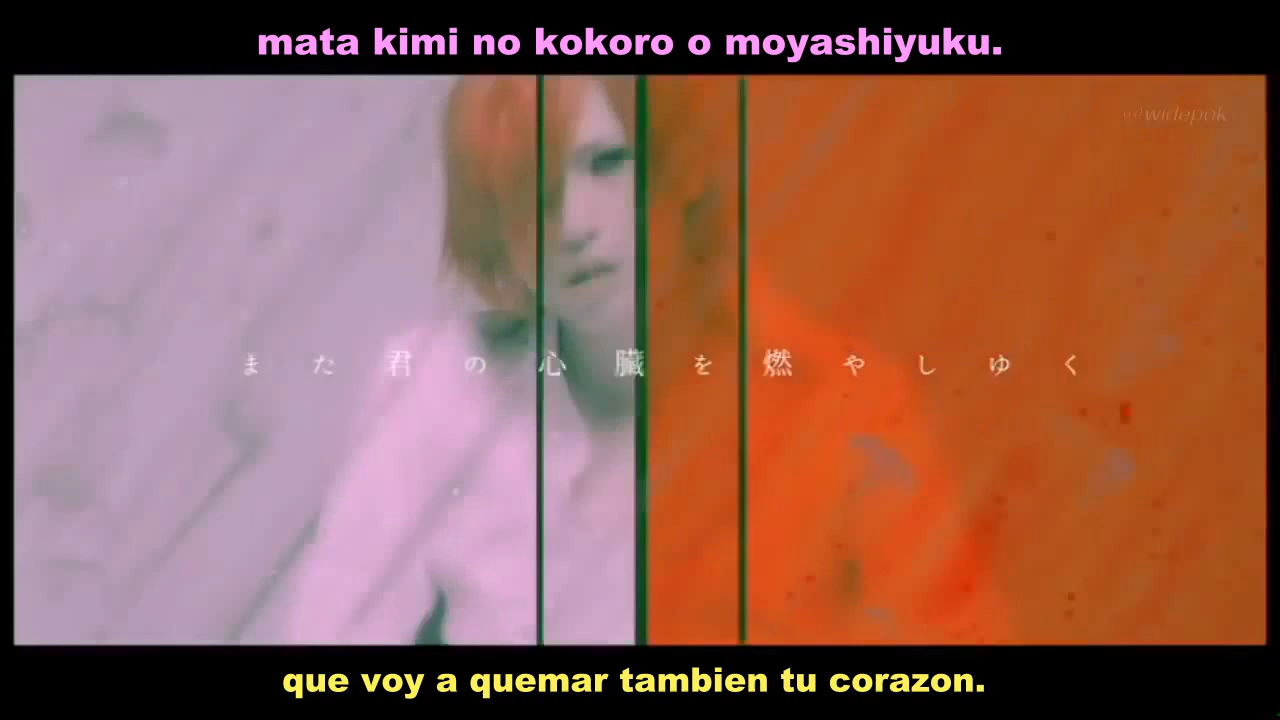 mata kimi no kokoro o moyashiyuku.
また君の心臓を燃やしゆく
que voy a quemar tambien tu corazon.